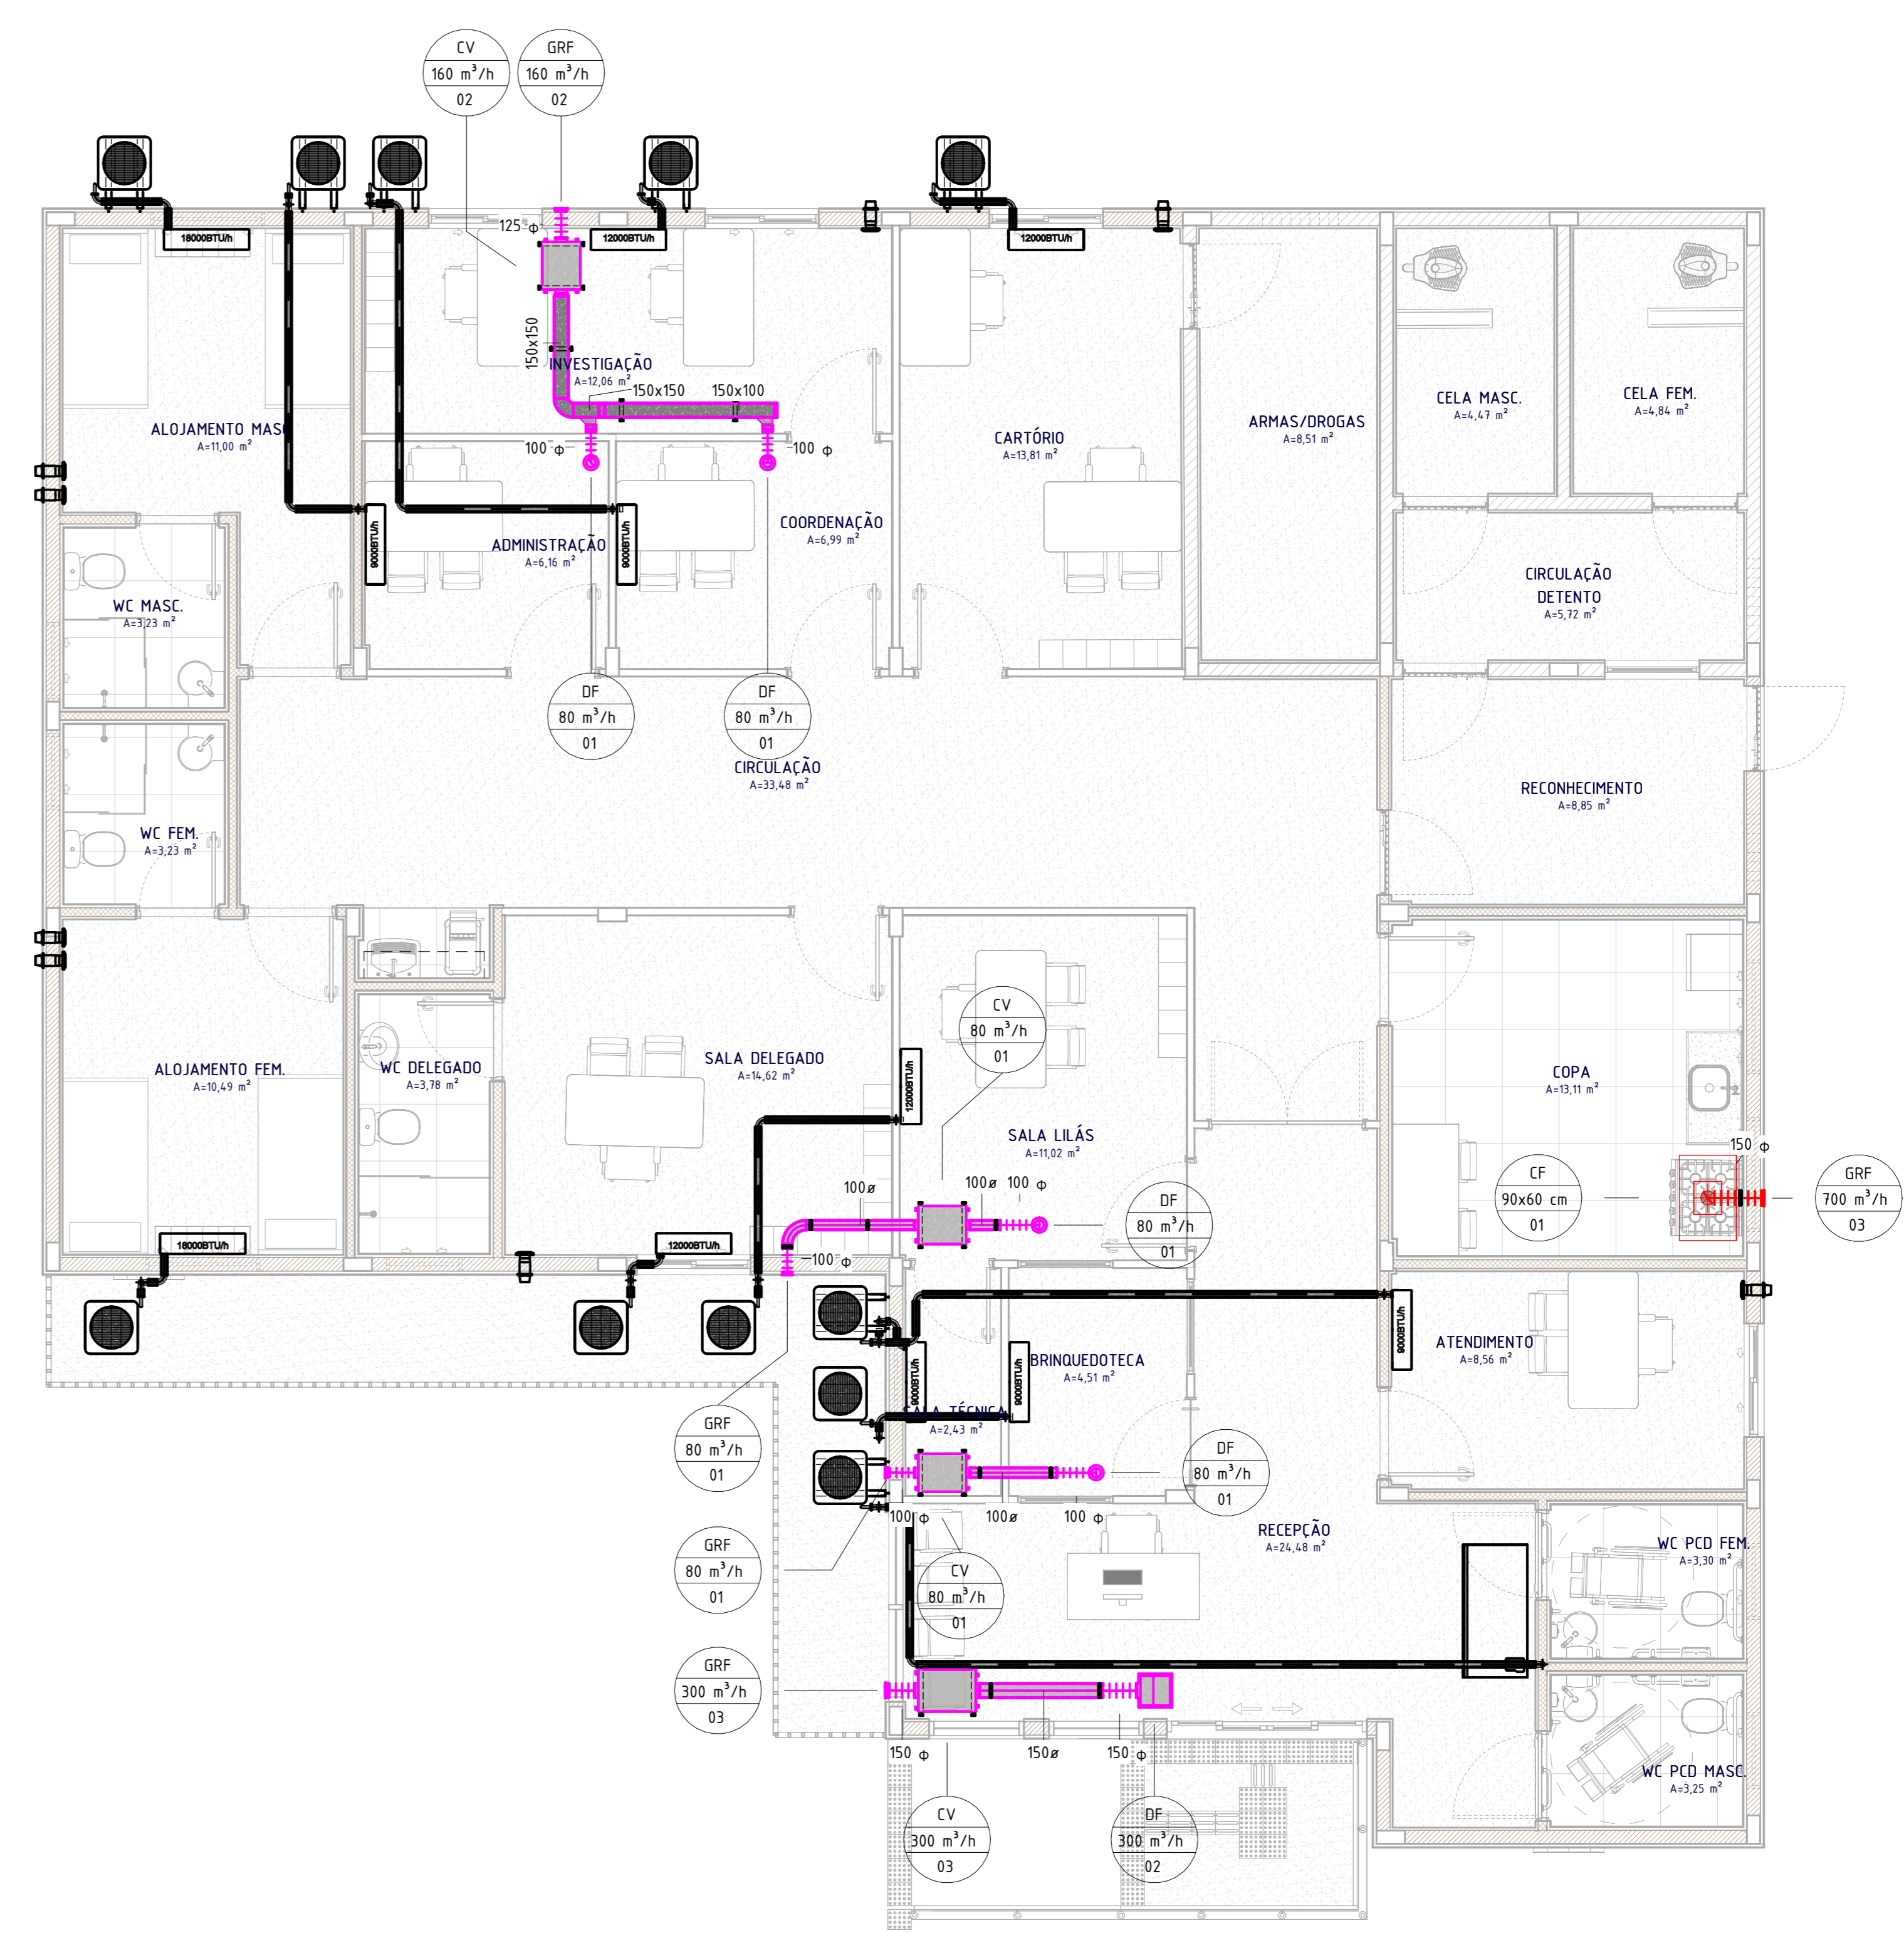 CV
160 m³/h
02
GRF
160 m³/h
02
18000BTU/h
125 ф
12000BTU/h
12000BTU/h
150x150
INVESTIGAÇÃO
A=12,06 m²
150x150
150x100
100 ф
100 ф
ALOJAMENTO MASC
A=11,00 m²
CARTÓRIO
A=13,81 m²
ARMAS/DROGAS
A=8,51 m²
CELA MASC.
A=4,47 m²
CELA FEM.
A=4,84 m²
9000BTU/h
ADMINISTRAÇÃO
A=6,16 m²
9000BTU/h
COORDENAÇÃO
A=6,99 m²
CIRCULAÇÃO
DETENTO
A=5,72 m²
WC MASC.
A=3,23 m²
DF
80 m³/h
01
DF
80 m³/h
01
CIRCULAÇÃO
A=33,48 m²
RECONHECIMENTO
A=8,85 m²
WC FEM.
A=3,23 m²
CV
80 m³/h
01
ALOJAMENTO FEM.
A=10,49 m²
WC DELEGADO
A=3,78 m²
SALA DELEGADO
A=14,62 m²
12000BTU/h
SALA LILÁS
A=11,02 m²
COPA
A=13,11 m²
150 ф
CF
90x60 cm
01
GRF
700 m³/h
03
100ø
100ø
100 ф
DF
80 m³/h
01
18000BTU/h
12000BTU/h
100 ф
9000BTU/h
9000BTU/h
9000BTU/h
BRINQUEDOTECA
A=4,51 m²
ATENDIMENTO
A=8,56 m²
SALA TÉCNICA
A=2,43 m²
GRF
80 m³/h
01
DF
80 m³/h
01
100 ф
100ø
100 ф
RECEPÇÃO
A=24,48 m²
WC PCD FEM.
A=3,30 m²
GRF
80 m³/h
01
CV
80 m³/h
01
GRF
300 m³/h
03
150 ф
150ø
150 ф
WC PCD MASC.
A=3,25 m²
CV
300 m³/h
03
DF
300 m³/h
02